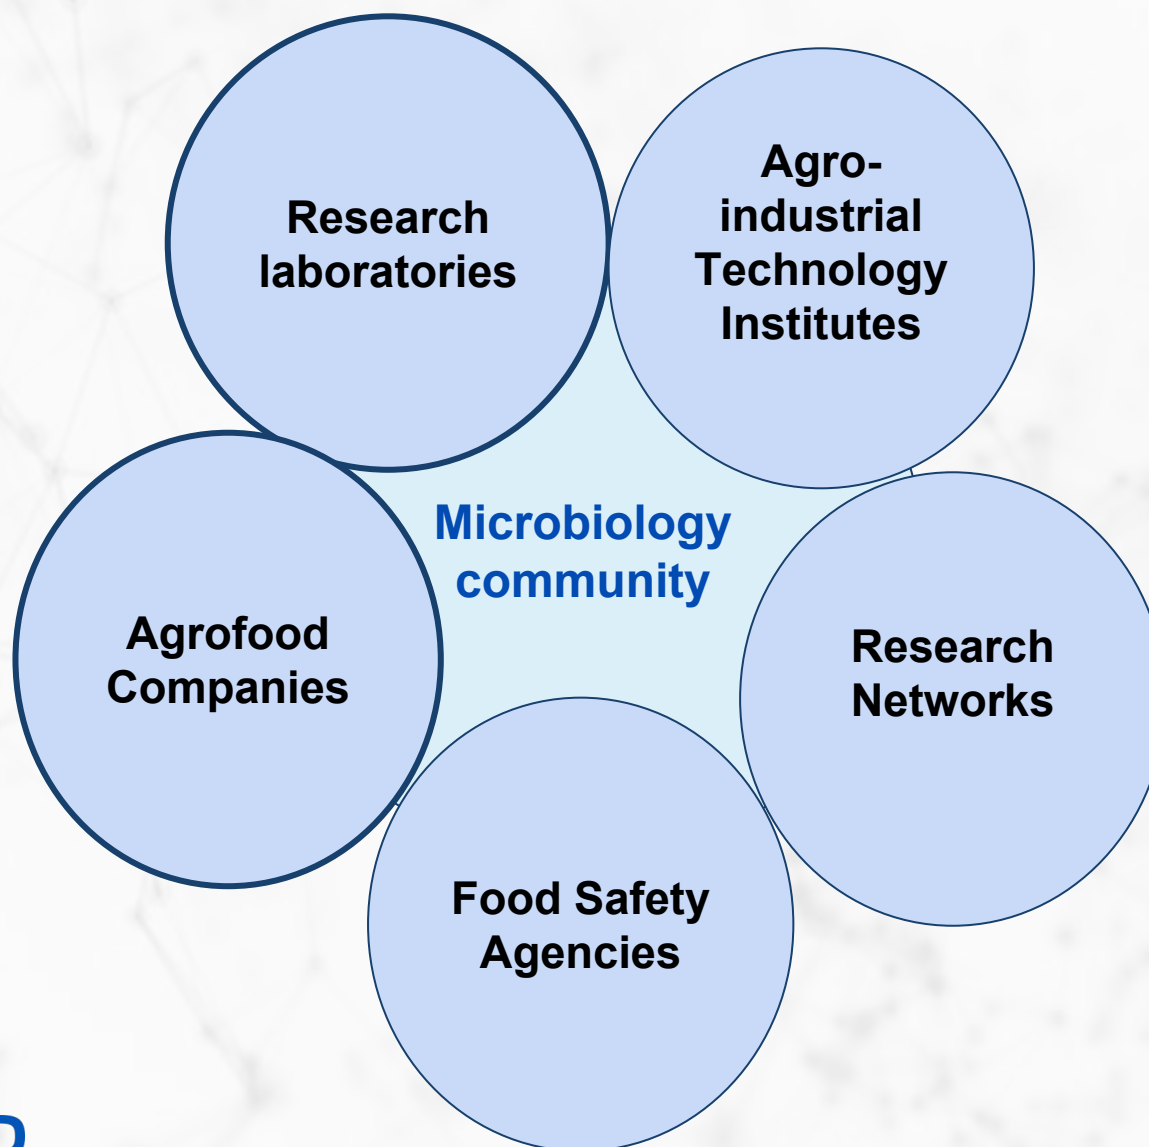 Research
laboratories
Agro-
industrial
Technology
Institutes
Microbiology
community
Agrofood
Companies
Research
Networks
Food Safety
Agencies